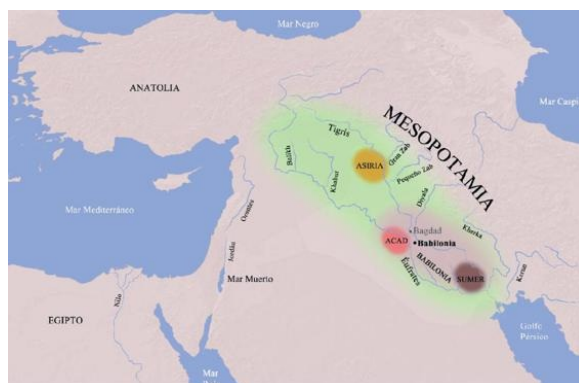 Mar Negro
ANATOLIA
Mar Caspi
Tigris
MESOPOTAMIA
Balikh
Khabur
ASIRIA
Gran Zab
Pequeño Zab
Diyala
Mar Mediterráneo
Orontes
Jordán
Mar Muerto
Bagdad
ACAD
Babilonia
BABILONIA
Éufrates
SUMER
Kherka
Karun
EGIPTO
Nilo
Golfo
Pérsico
Mar